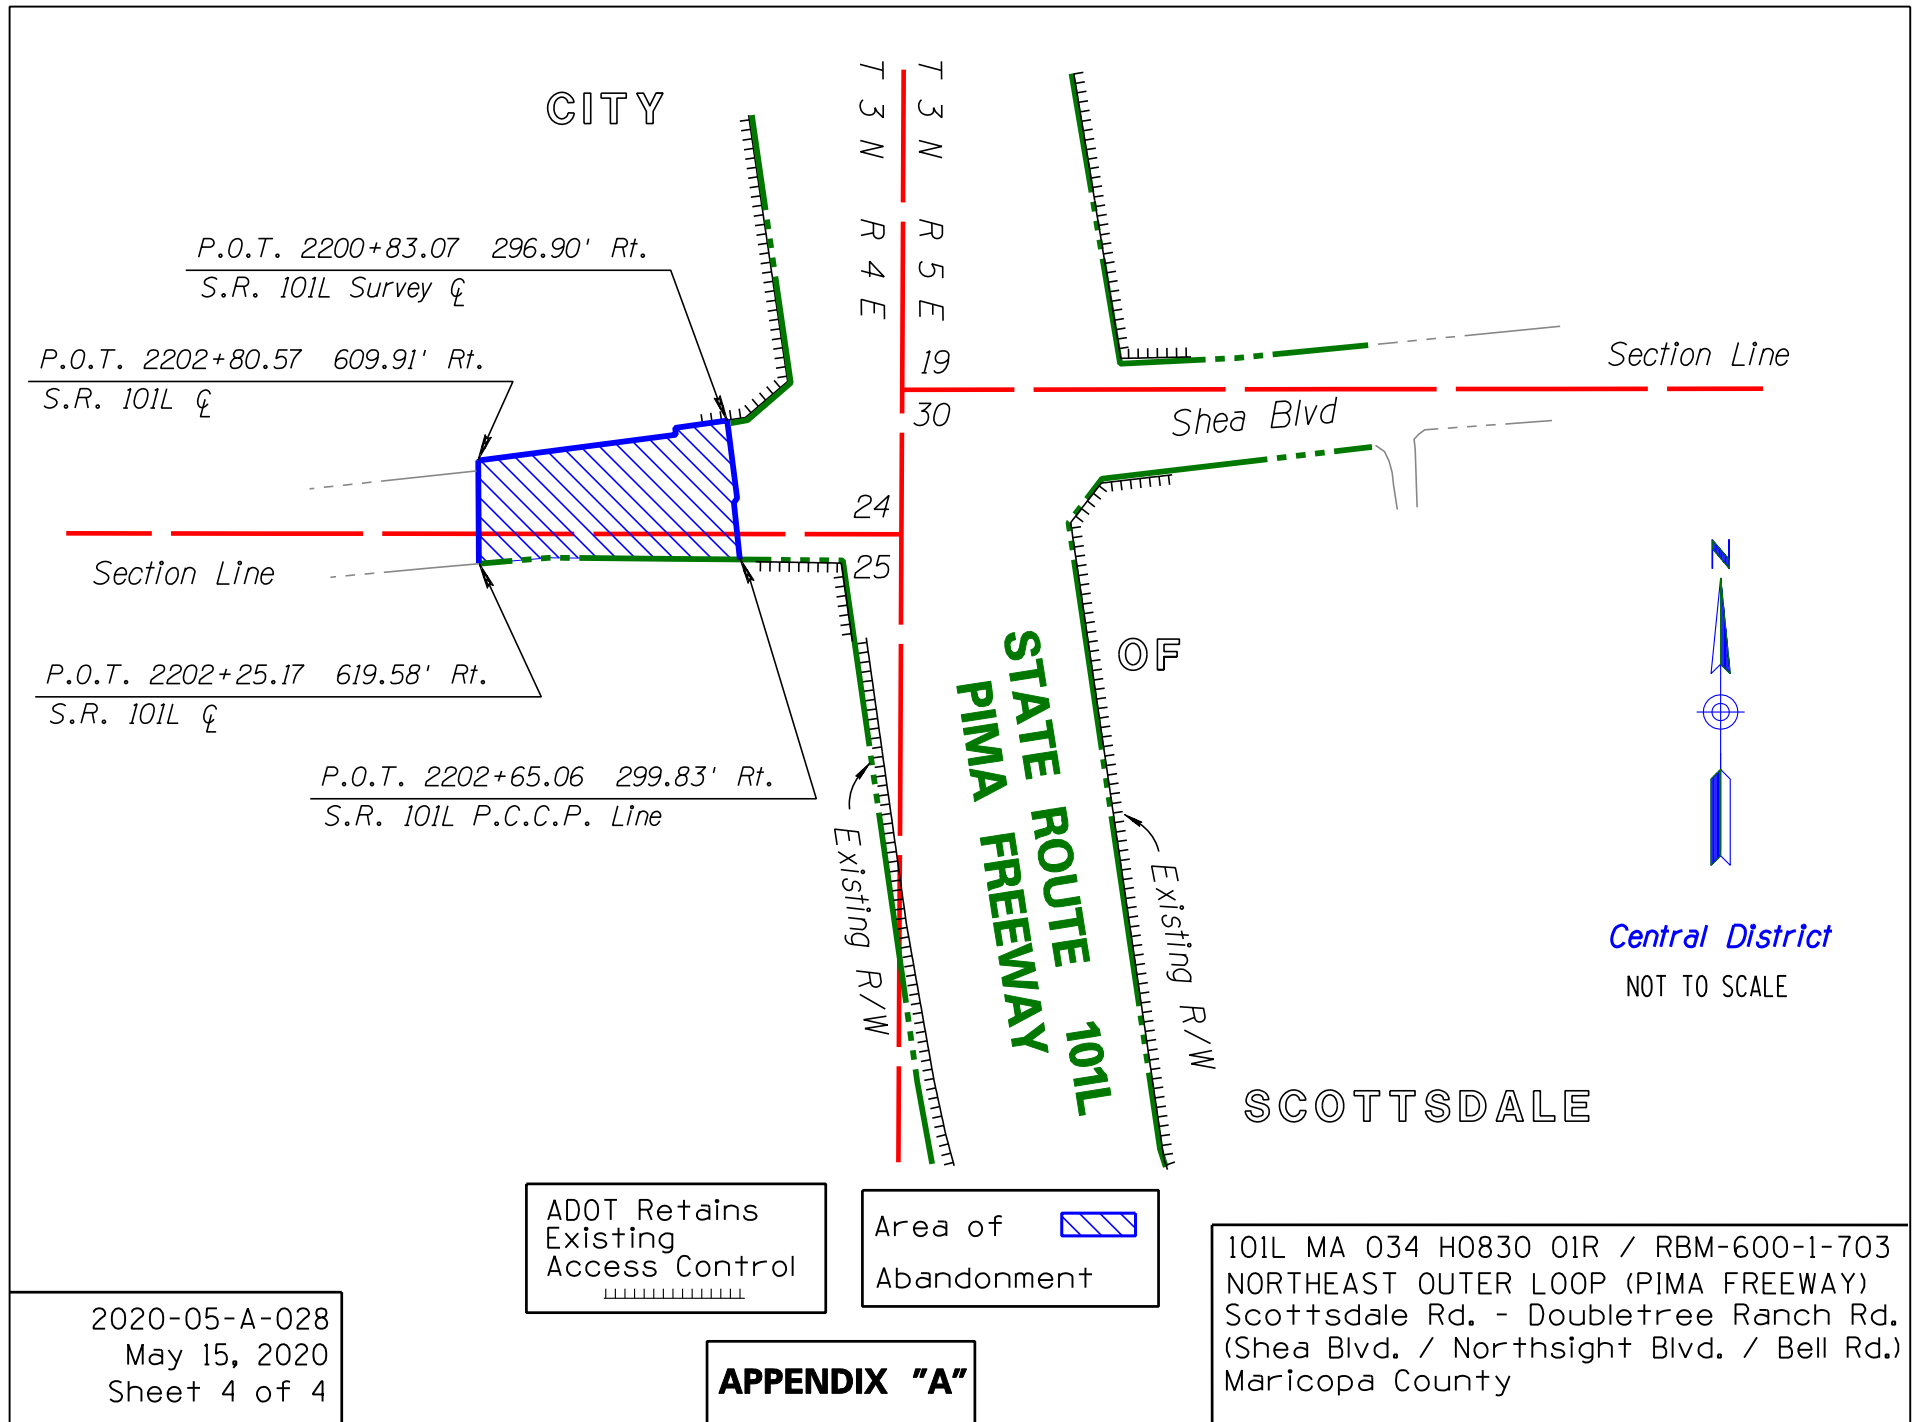 CITY
T 3 N R 4 E
T 3 N R 5 E
P.O.T. 2200+83.07 296.90' Rt.
S.R. 101L Survey ℄
P.O.T. 2202+80.57 609.91' Rt.
S.R. 101L ℄
19
30
Section Line
Shea Blvd
24
25
Section Line
N
OF
P.O.T. 2202+25.17 619.58' Rt.
S.R. 101L ℄
P.O.T. 2202+65.06 299.83' Rt.
S.R. 101L P.C.C.P. Line
STATE ROUTE 101L
PIMA FREEWAY
Existing R/W
Existing R/W
Central District
NOT TO SCALE
SCOTTSDALE
ADOT Retains
Existing
Access Control
Area of
Abandonment
101L MA 034 H0830 01R / RBM-600-1-703
NORTHEAST OUTER LOOP (PIMA FREEWAY)
Scottsdale Rd. - Doubletree Ranch Rd.
(Shea Blvd. / Northsight Blvd. / Bell Rd.)
Maricopa County
2020-05-A-028
May 15, 2020
Sheet 4 of 4
APPENDIX "A"